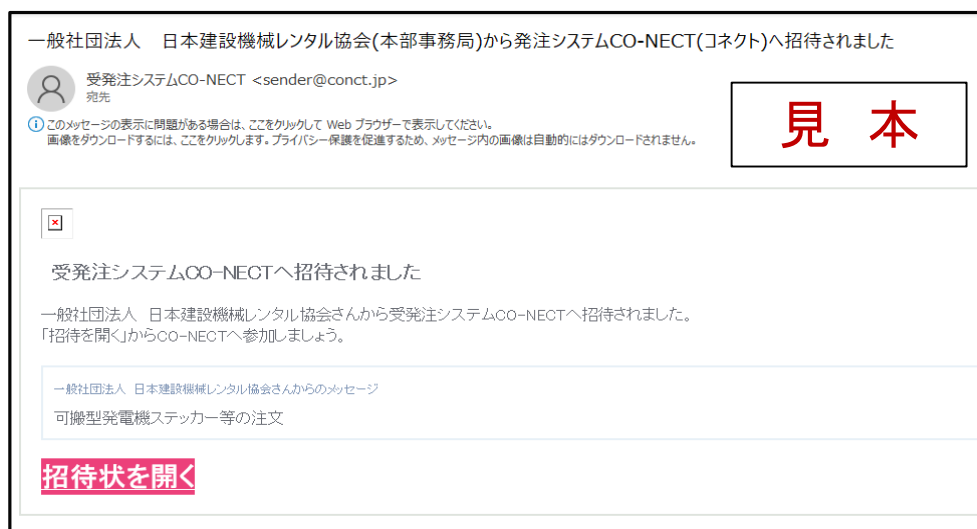 一般社団法人　日本建設機械レンタル協会(本部事務局)から発注システムCO-NECT(コネクト)へ招待されました
受発注システムCO-NECT <sender@conct.jp>
宛先
このメッセージの表示に問題がある場合は、ここをクリックして Web ブラウザーで表示してください。
画像をダウンロードするには、ここをクリックします。プライバシー保護を促進するため、メッセージ内の画像は自動的にはダウンロードされません。
見　本
受発注システムCO-NECTへ招待されました
一般社団法人　日本建設機械レンタル協会さんから受発注システムCO-NECTへ招待されました。
「招待を開く」からCO-NECTへ参加しましょう。
一般社団法人　日本建設機械レンタル協会さんからのメッセージ
可搬型発電機ステッカー等の注文
招待状を開く